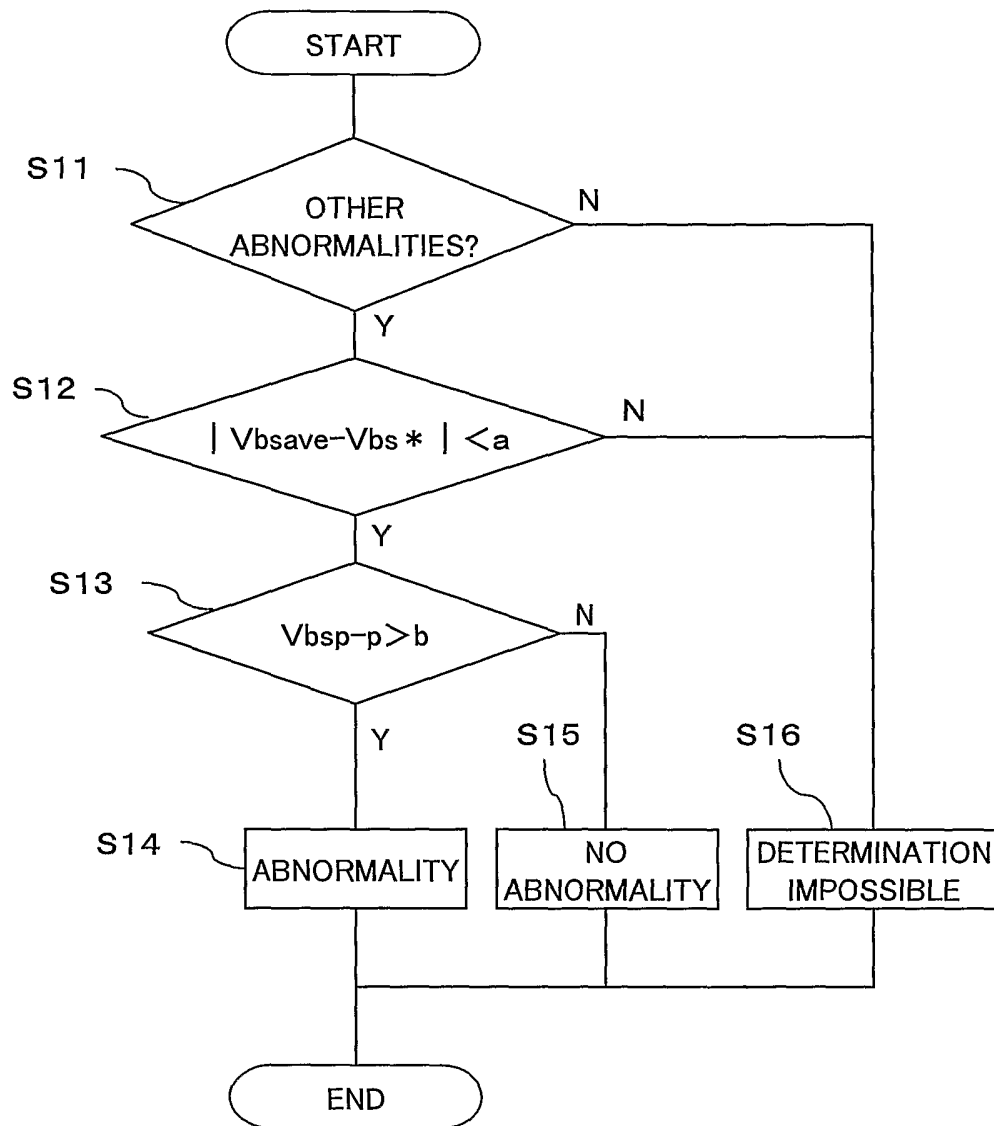 START
S11
OTHER
ABNORMALITIES?
N
Y
S12
| Vbsave-Vbs* | <a
N
Y
S13
Vbsp-p>b
N
Y
S14
ABNORMALITY
S15
NO
ABNORMALITY
S16
DETERMINATION
IMPOSSIBLE
END